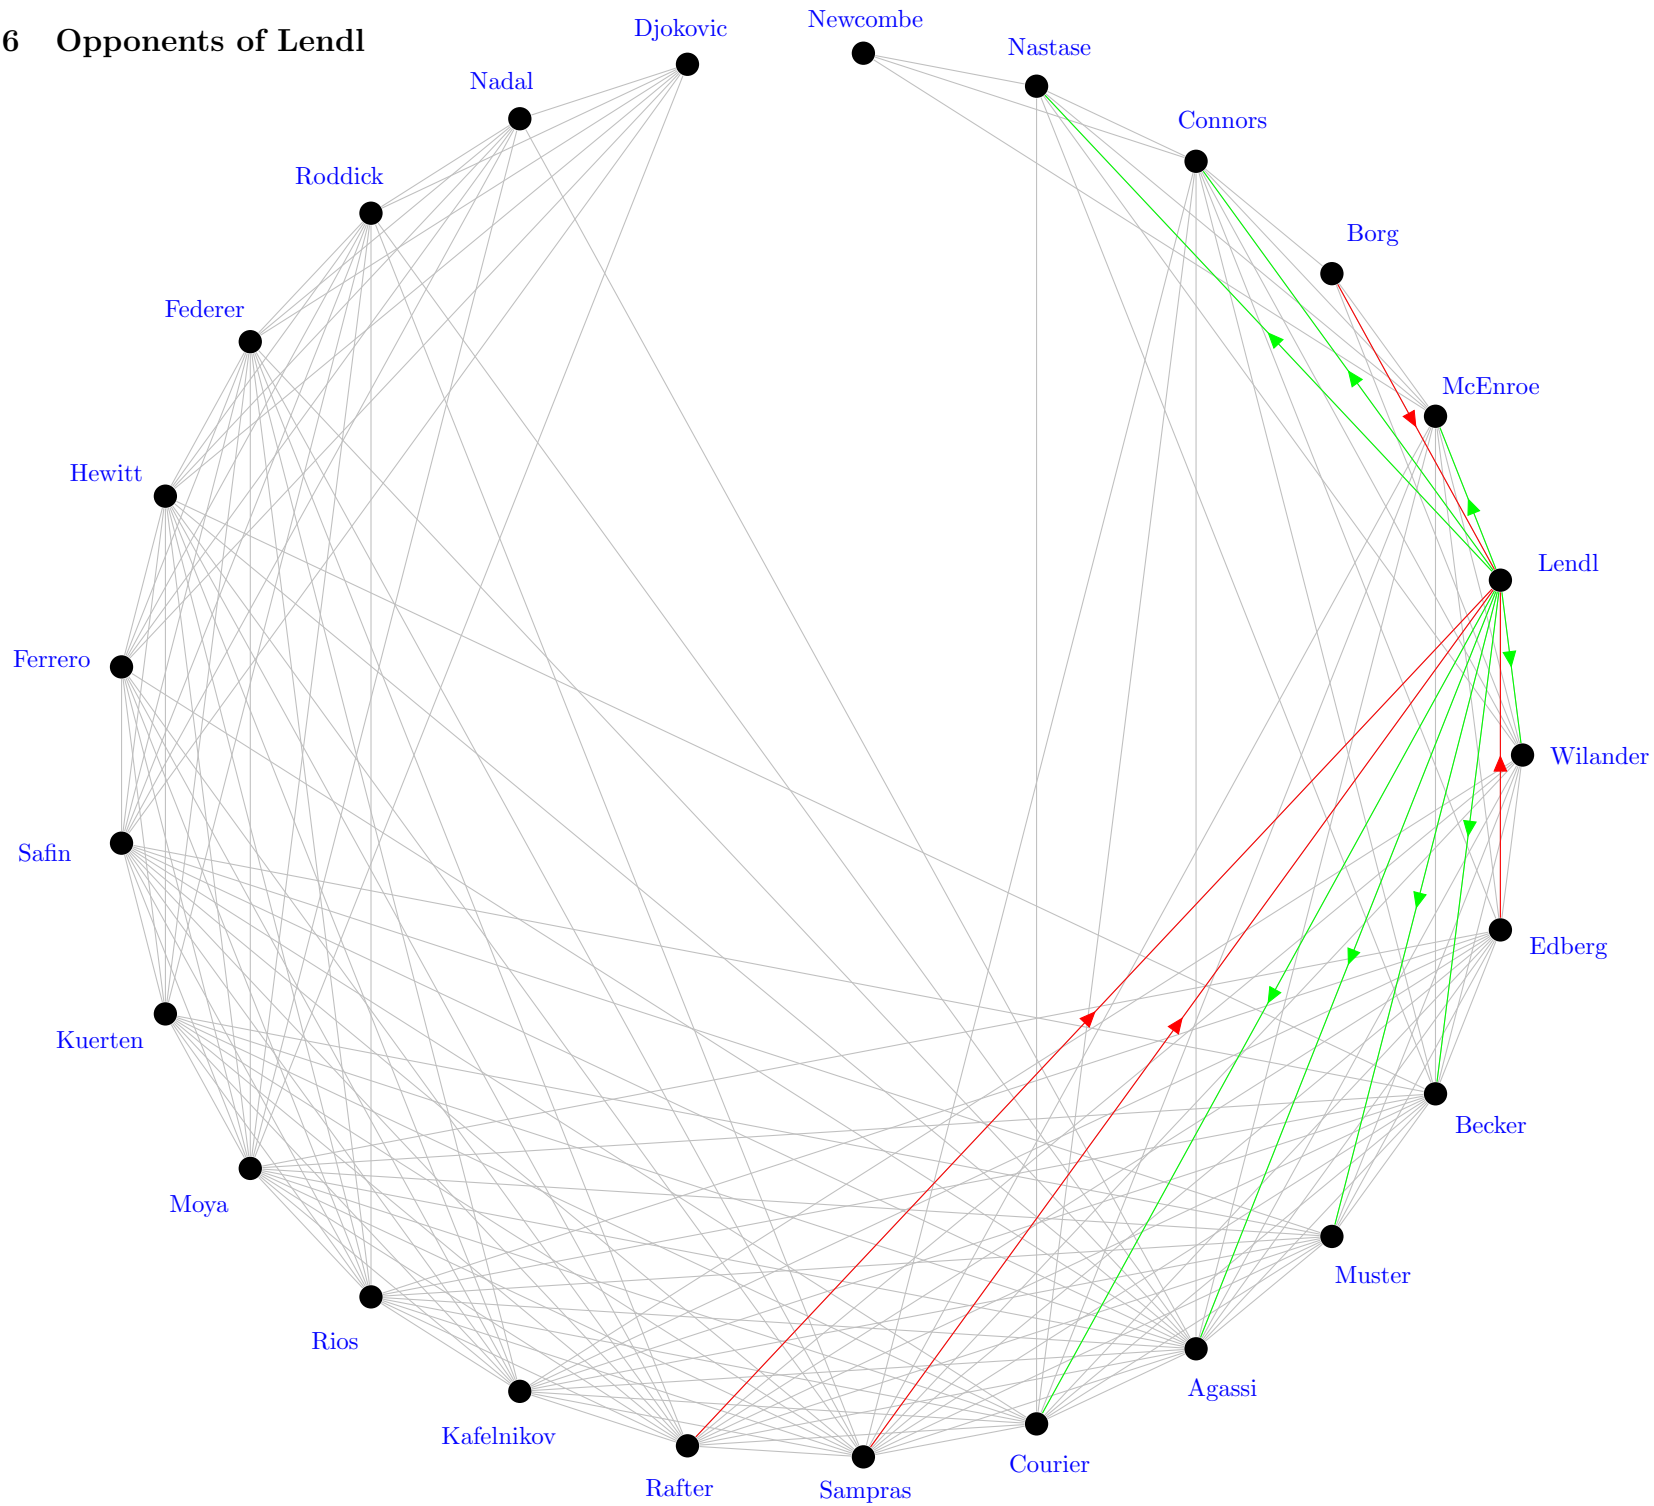 6 Opponents of Lendl
Djokovic
Newcombe
Nastase
Nadal
Connors
Roddick
Borg
Federer
McEnroe
Hewitt
Lendl
Ferrero
Wilander
Safin
Edberg
Kuerten
Becker
Moya
Muster
Rios
Agassi
Kafelnikov
Courier
Rafter
Sampras